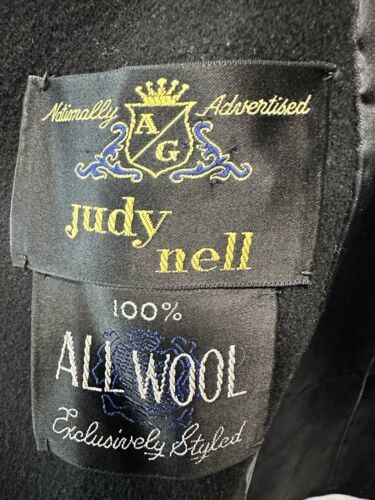 Nationally Advertised
A
G
Judy
nell
100%
ALL WOOL
Exclusively Styled